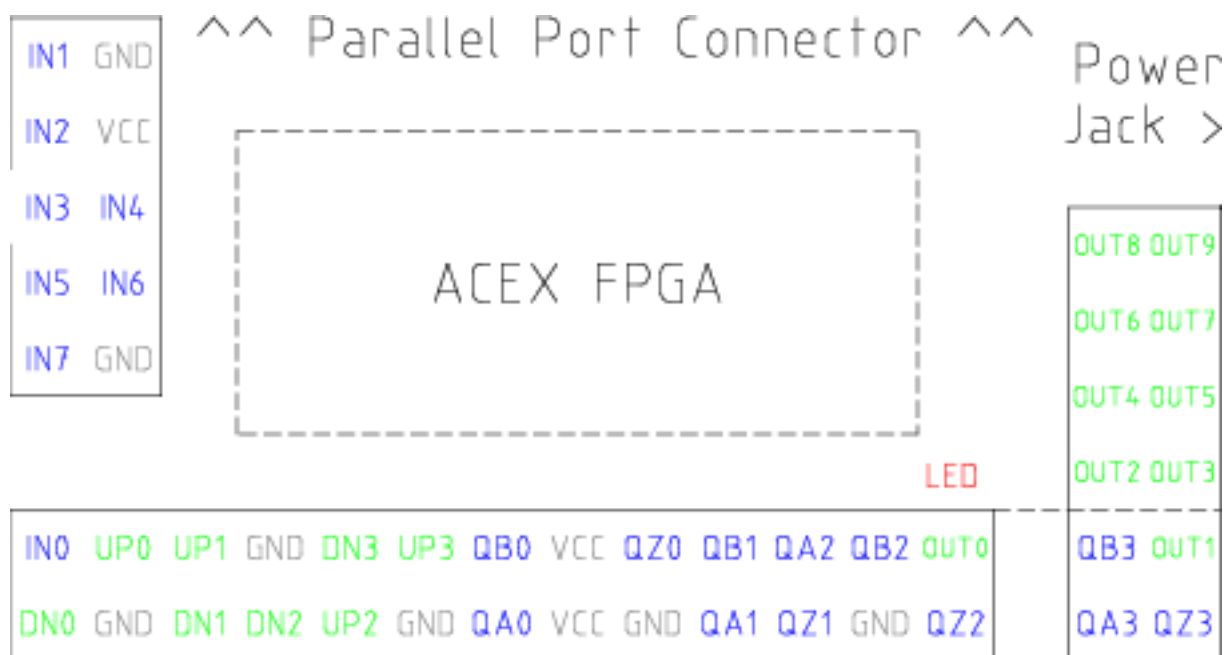 ^^ Parallel Port Connector ^^
Power
Jack >
IN1 GND
IN2 VCC
IN3 IN4
IN5 IN6
IN7 GND
ACEX FPGA
OUT8 OUT9
OUT6 OUT7
OUT4 OUT5
OUT2 OUT3
LED
IN0 UP0 UP1 GND DN3 UP3 QB0 VCC QZ0 QB1 QA2 QB2 OUT0
DN0 GND DN1 DN2 UP2 GND QA0 VCC GND QA1 QZ1 GND QZ2
QB3 OUT1
QA3 QZ3